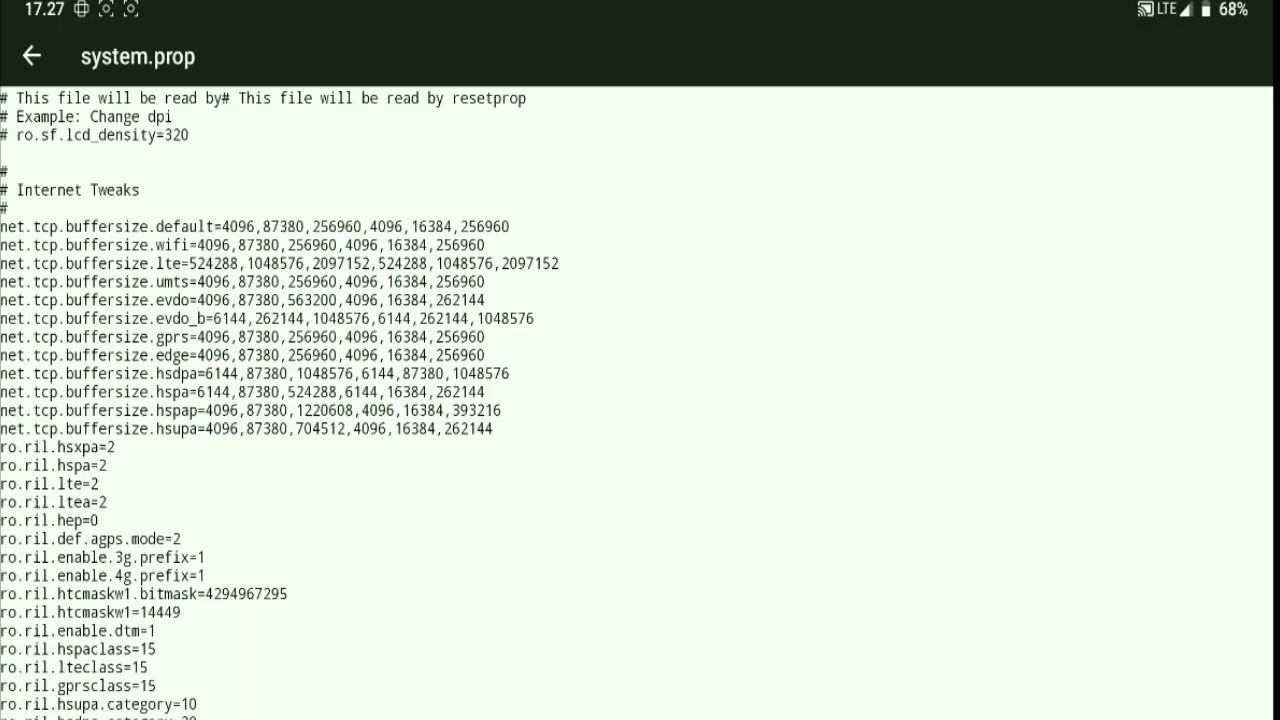 17.27 LTE 68%
system.prop
# This file will be read by# This file will be read by resetprop
# Example: Change dpi
# ro.sf.lcd_density=320
#
# Internet Tweaks
#
net.tcp.buffersize.default=4096,87380,256960,4096,16384,256960
net.tcp.buffersize.wifi=4096,87380,256960,4096,16384,256960
net.tcp.buffersize.lte=524288,1048576,2097152,524288,1048576,2097152
net.tcp.buffersize.umts=4096,87380,256960,4096,16384,256960
net.tcp.buffersize.evdo=4096,87380,563200,4096,16384,262144
net.tcp.buffersize.evdo_b=6144,262144,1048576,6144,262144,1048576
net.tcp.buffersize.gprs=4096,87380,256960,4096,16384,256960
net.tcp.buffersize.edge=4096,87380,256960,4096,16384,256960
net.tcp.buffersize.hsdpa=6144,87380,1048576,6144,87380,1048576
net.tcp.buffersize.hspa=6144,87380,524288,6144,16384,262144
net.tcp.buffersize.hspap=4096,87380,1220608,4096,16384,393216
net.tcp.buffersize.hsupa=4096,87380,704512,4096,16384,262144
ro.ril.hsxpa=2
ro.ril.hspa=2
ro.ril.lte=2
ro.ril.ltea=2
ro.ril.hep=0
ro.ril.def.agps.mode=2
ro.ril.enable.3g.prefix=1
ro.ril.enable.4g.prefix=1
ro.ril.htcmaskw1.bitmask=4294967295
ro.ril.htcmaskw1=14449
ro.ril.enable.dtm=1
ro.ril.hspaclass=15
ro.ril.lteclass=15
ro.ril.gprsclass=15
ro.ril.hsupa.category=10